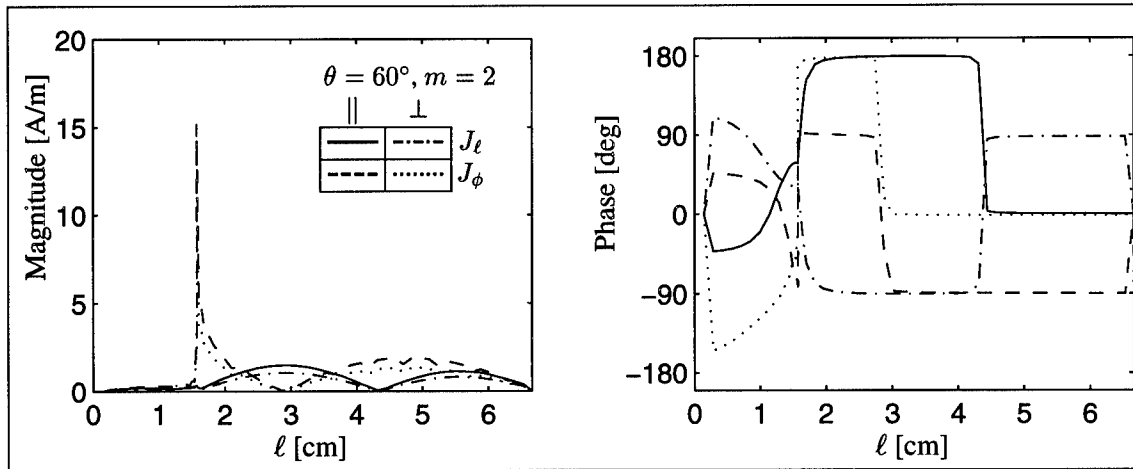 20
15
10
5
0
Magnitude [A/m]
θ = 60°, m = 2
|| ⊥
J_ℓ
J_ϕ
0 1 2 3 4 5 6
ℓ [cm]
180
90
0
-90
-180
Phase [deg]
0 1 2 3 4 5 6
ℓ [cm]